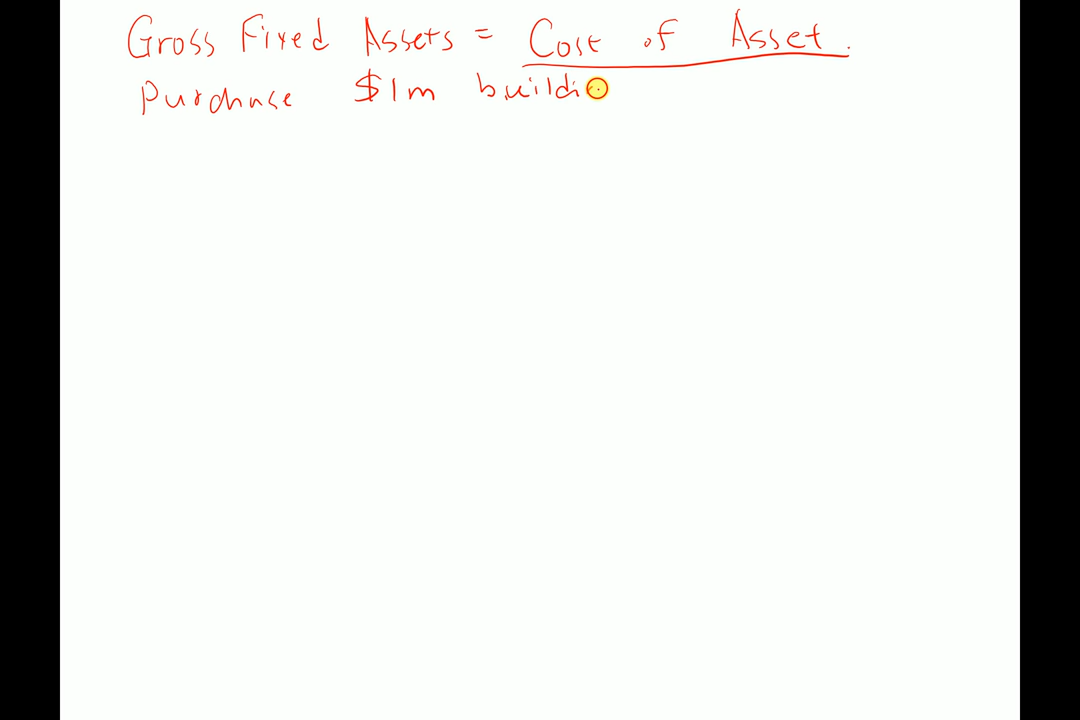 Gross Fixed Assets = Cost of Asset.
Purchase $1m buildi